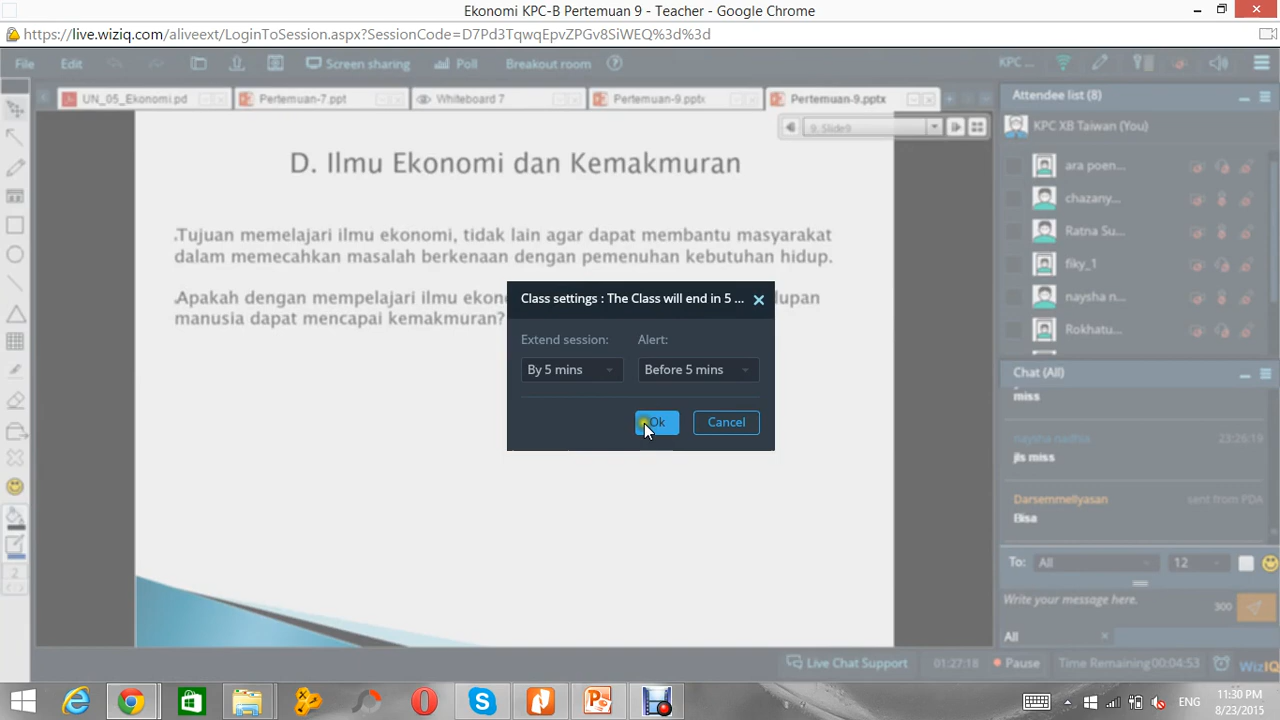 Ekonomi KPC-B Pertemuan 9 - Teacher - Google Chrome
https://live.wiziq.com/aliveext/LoginToSession.aspx?SessionCode=D7Pd3TqwqEpvZPGv8SiWEQ%3d%3d
File Edit Screen sharing Poll Breakout room KPC ...
UN_05_Ekonomi.pd Pertemuan-7.ppt Whiteboard 7 Pertemuan-9.pptx Pertemuan-9.pptx
9. Slide9
D. Ilmu Ekonomi dan Kemakmuran
Tujuan memelajari ilmu ekonomi, tidak lain agar dapat membantu masyarakat
dalam memecahkan masalah berkenaan dengan pemenuhan kebutuhan hidup.
Apakah dengan mempelajari ilmu ekon
manusia dapat mencapai kemakmuran?
Class settings : The Class will end in 5 ...
Extend session: Alert:
By 5 mins Before 5 mins
Ok Cancel
Attendee list (8)
KPC XB Taiwan (You)
ara poen...
chazany...
Ratna Su...
fiky_1
naysha n...
Rokhatu...
Chat (All)
miss
naysha nadisa 23:26:19
jls miss
Darsemmellyasan sent from PDA
Elisa
To: All 12
Write your message here. 300
All
Live Chat Support 01:27:18 Pause Time Remaining 00:04:53 WizIQ
2
ENG 11:30 PM
8/23/2015